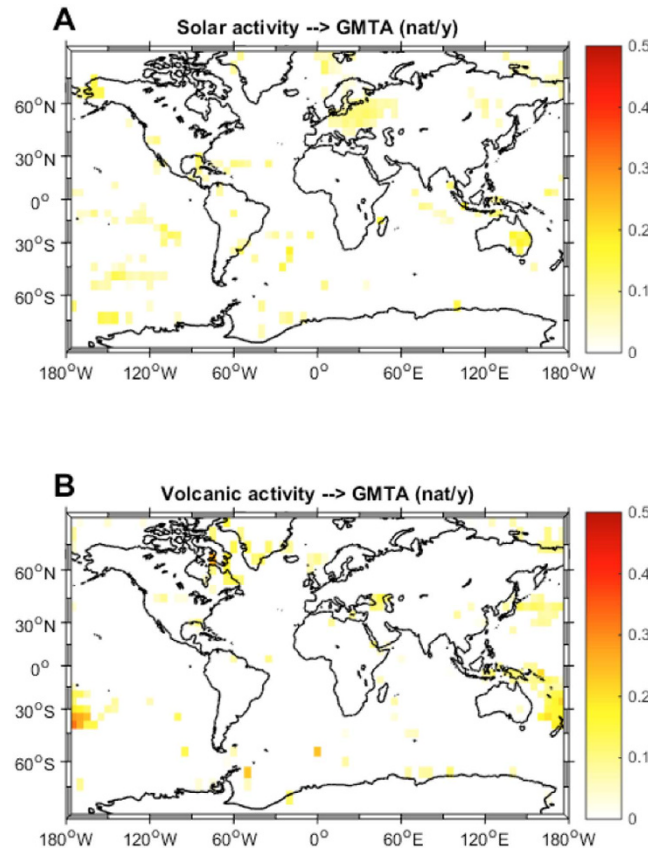 A
Solar activity --> GMTA (nat/y)
60°N
30°N
0°
30°S
60°S
180°W 120°W 60°W 0° 60°E 120°E 180°W
0.5
0.4
0.3
0.2
0.1
0
B
Volcanic activity --> GMTA (nat/y)
60°N
30°N
0°
30°S
60°S
180°W 120°W 60°W 0° 60°E 120°E 180°W
0.5
0.4
0.3
0.2
0.1
0